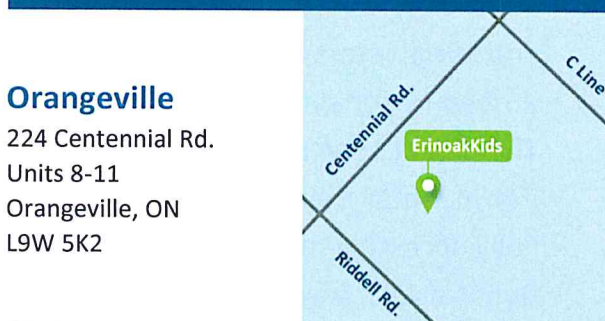 Orangeville
224 Centennial Rd.
Units 8-11
Orangeville, ON
L9W 5K2
Centennial Rd.
C Line
ErinoakKids
Riddell Rd.